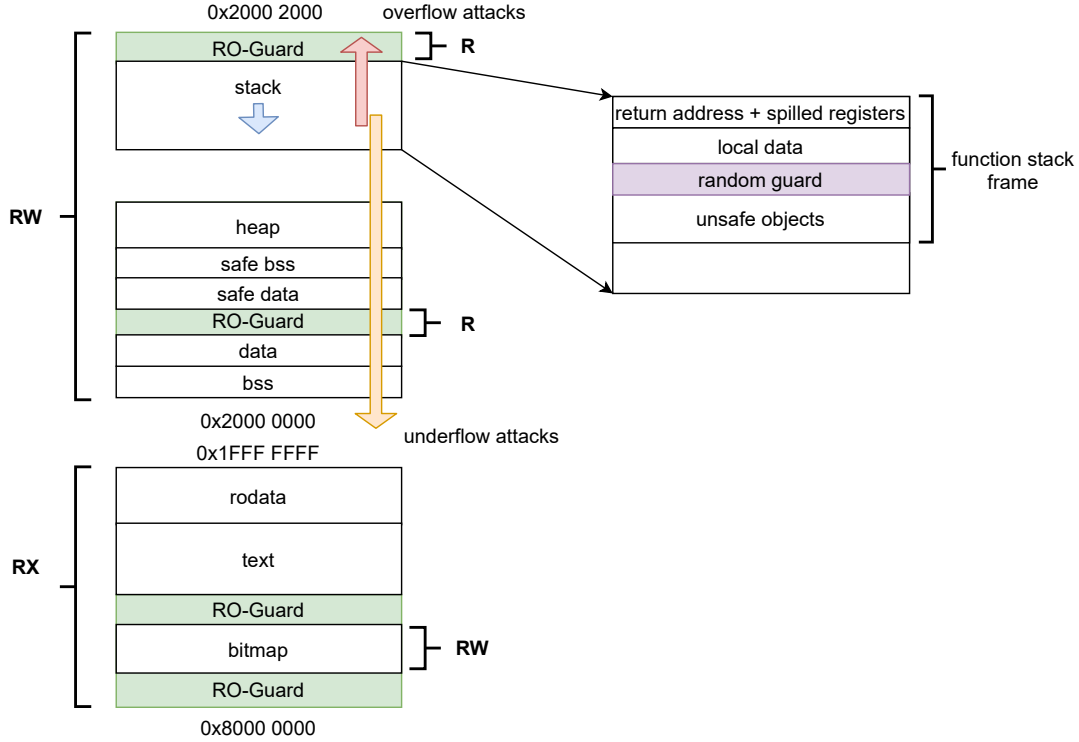 0x2000 2000
overflow attacks
RO-Guard
R
stack
return address + spilled registers
local data
random guard
unsafe objects
function stack
frame
RW
heap
safe bss
safe data
RO-Guard
R
data
bss
0x2000 0000
underflow attacks
0x1FFF FFFF
rodata
RX
text
RO-Guard
bitmap
RW
RO-Guard
0x8000 0000